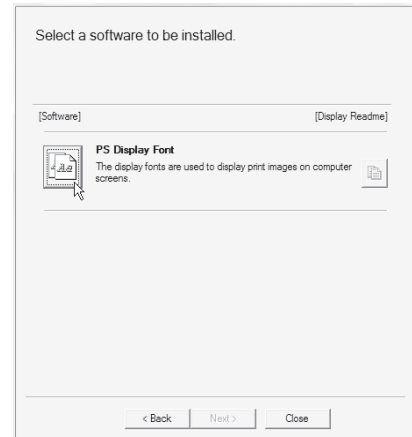 Select a software to be installed.
[Software] [Display Readme]
PS Display Font
The display fonts are used to display print images on computer
screens.
< Back Next > Close